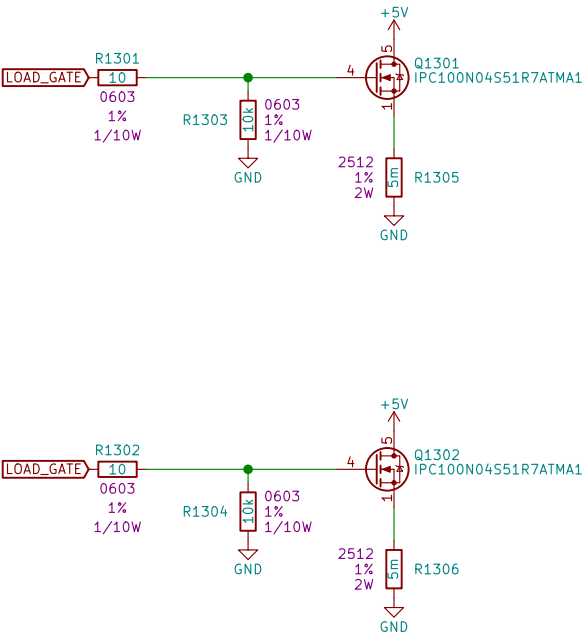 +5V
5
Q1301
IPC100N04S51R7ATMA1
4
1
R1301
LOAD_GATE
10
0603
1%
1/10W
R1303
10k
0603
1%
1/10W
GND
2512
1%
2W
5m
R1305
GND
+5V
5
Q1302
IPC100N04S51R7ATMA1
4
1
R1302
LOAD_GATE
10
0603
1%
1/10W
R1304
10k
0603
1%
1/10W
GND
2512
1%
2W
5m
R1306
GND